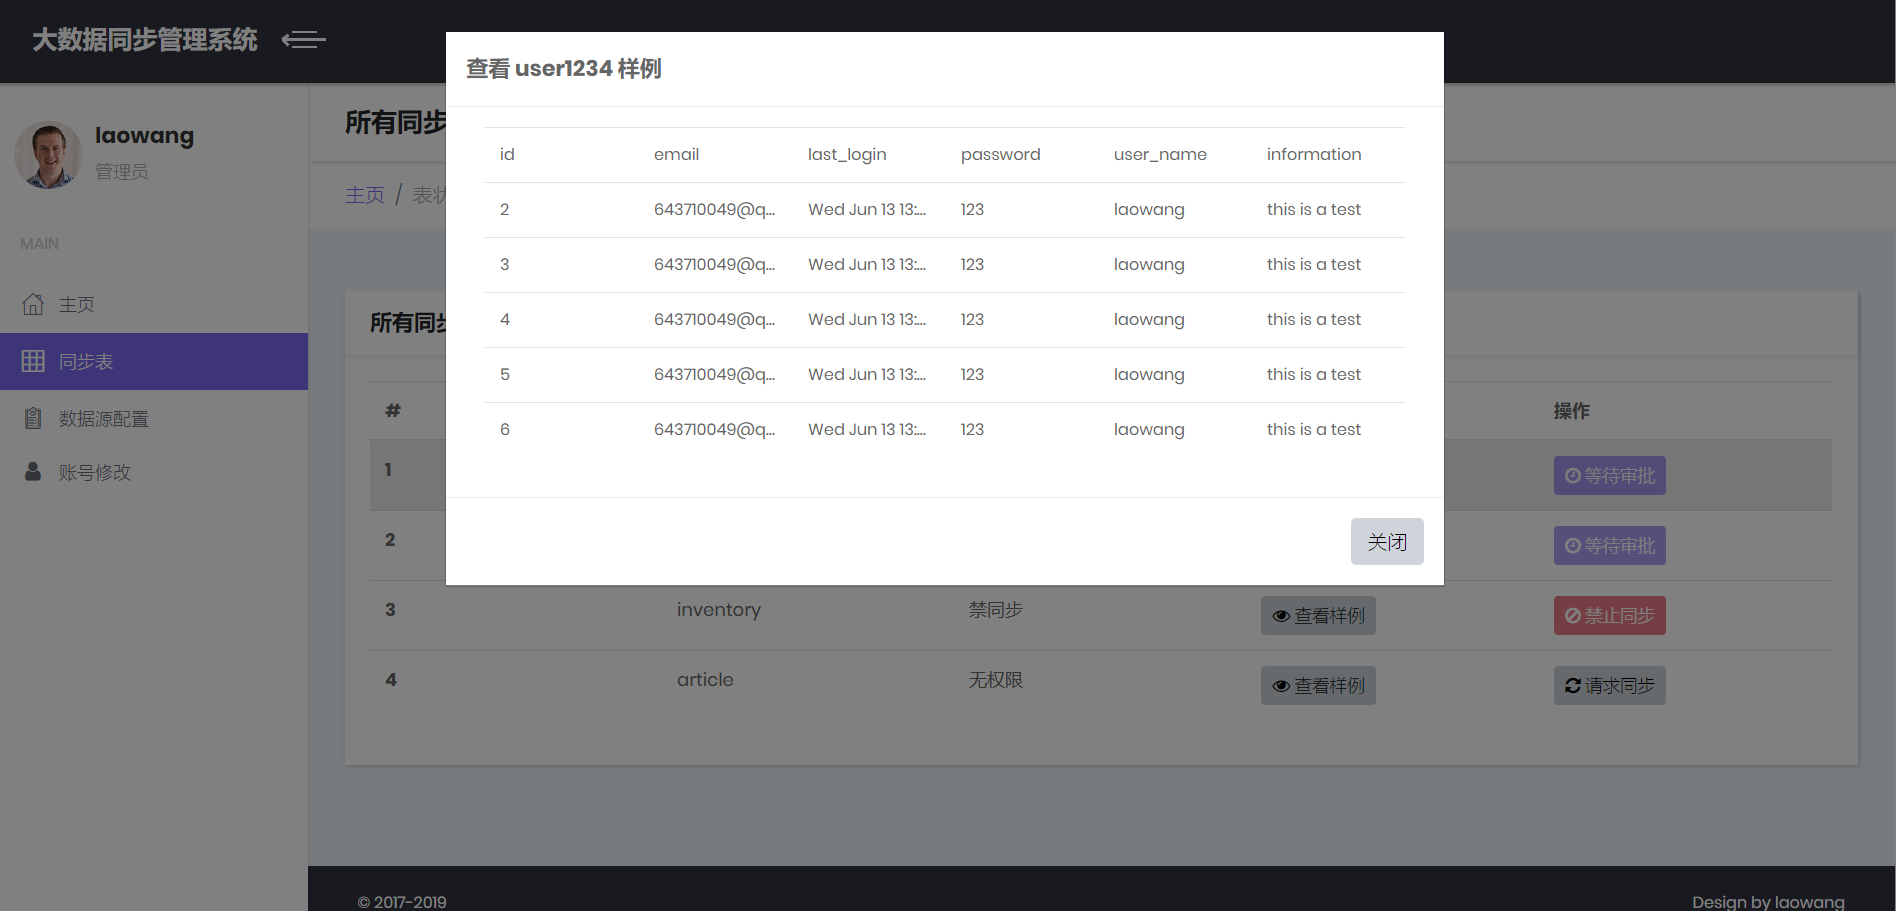 大数据同步管理系统
laowang
管理员
MAIN
主页
同步表
数据源配置
账号修改
所有同步
主页 / 表状
查看 user1234 样例
id email last_login password user_name information
2 643710049@q... Wed Jun 13 13:... 123 laowang this is a test
3 643710049@q... Wed Jun 13 13:... 123 laowang this is a test
4 643710049@q... Wed Jun 13 13:... 123 laowang this is a test
5 643710049@q... Wed Jun 13 13:... 123 laowang this is a test
6 643710049@q... Wed Jun 13 13:... 123 laowang this is a test
关闭
所有同步
# 操作
1 等待审批
2 等待审批
3 inventory 禁同步 查看样例 禁止同步
4 article 无权限 查看样例 请求同步
© 2017-2019 Design by laowang